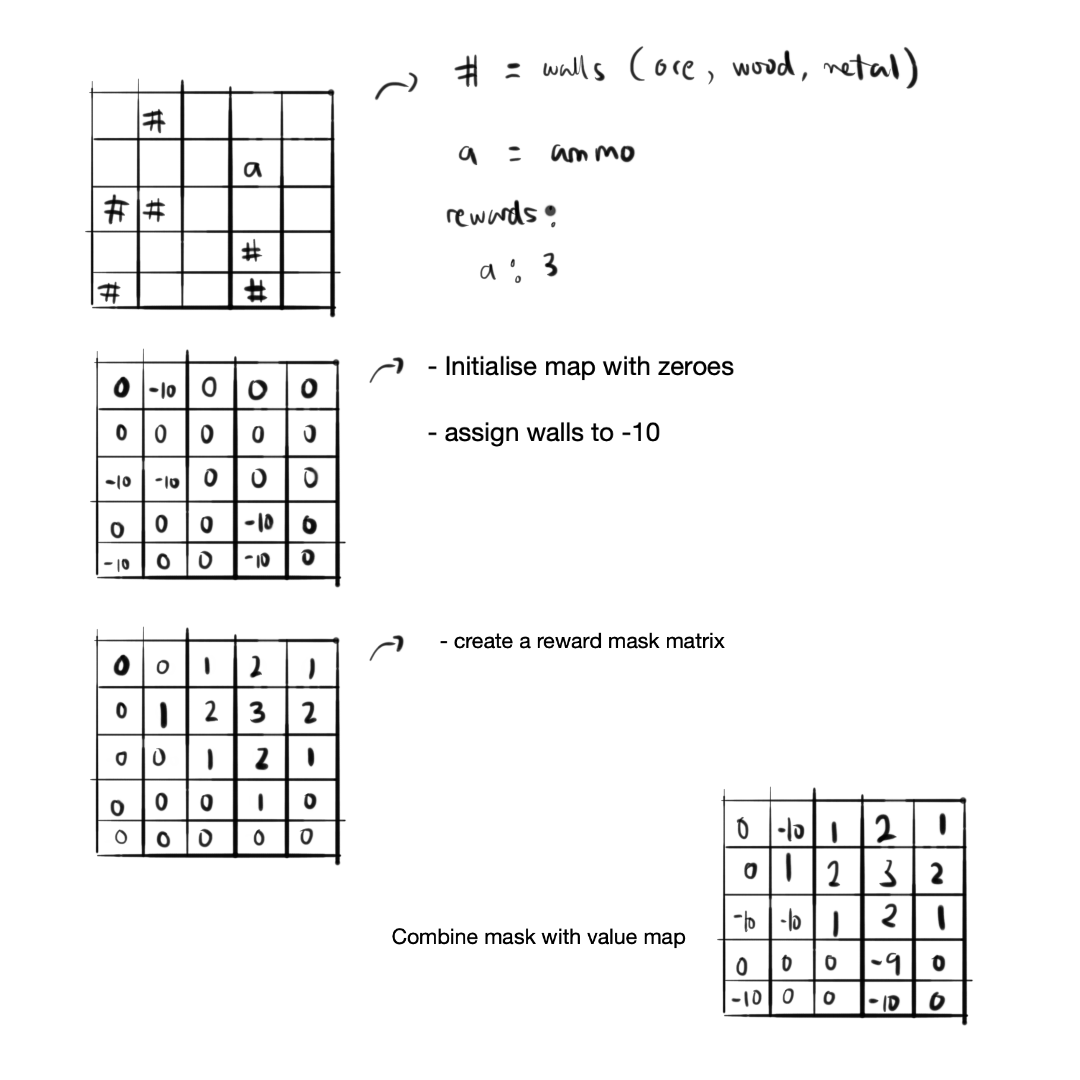 # = walls (ore, wood, metal)
#
a = ammo
a
# #
rewards:
#
a : 3
# #
- Initialise map with zeroes
0 -10 0 0 0
- assign walls to -10
0 0 0 0 0
-10 -10 0 0 0
0 0 0 -10 0
-10 0 0 -10 0
- create a reward mask matrix
0 0 1 2 1
0 1 2 3 2
0 0 1 2 1
0 0 0 1 0
0 0 0 0 0
Combine mask with value map
0 -10 1 2 1
0 1 2 3 2
-10 -10 1 2 1
0 0 0 -9 0
-10 0 0 -10 0